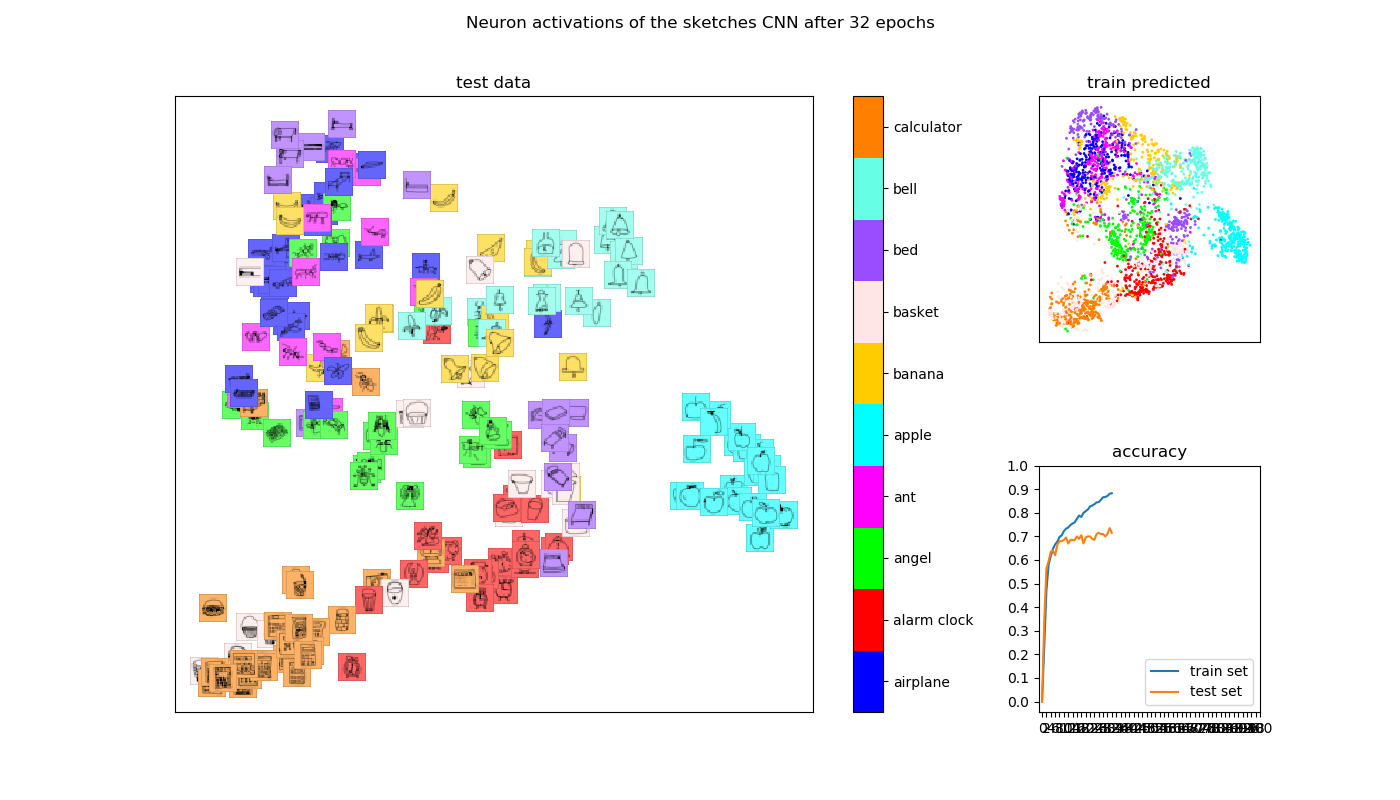 Neuron activations of the sketches CNN after 32 epochs
test data
calculator
bell
bed
basket
banana
apple
ant
angel
alarm clock
airplane
train predicted
accuracy
1.0
0.9
0.8
0.7
0.6
0.5
0.4
0.3
0.2
0.1
0.0
train set
test set